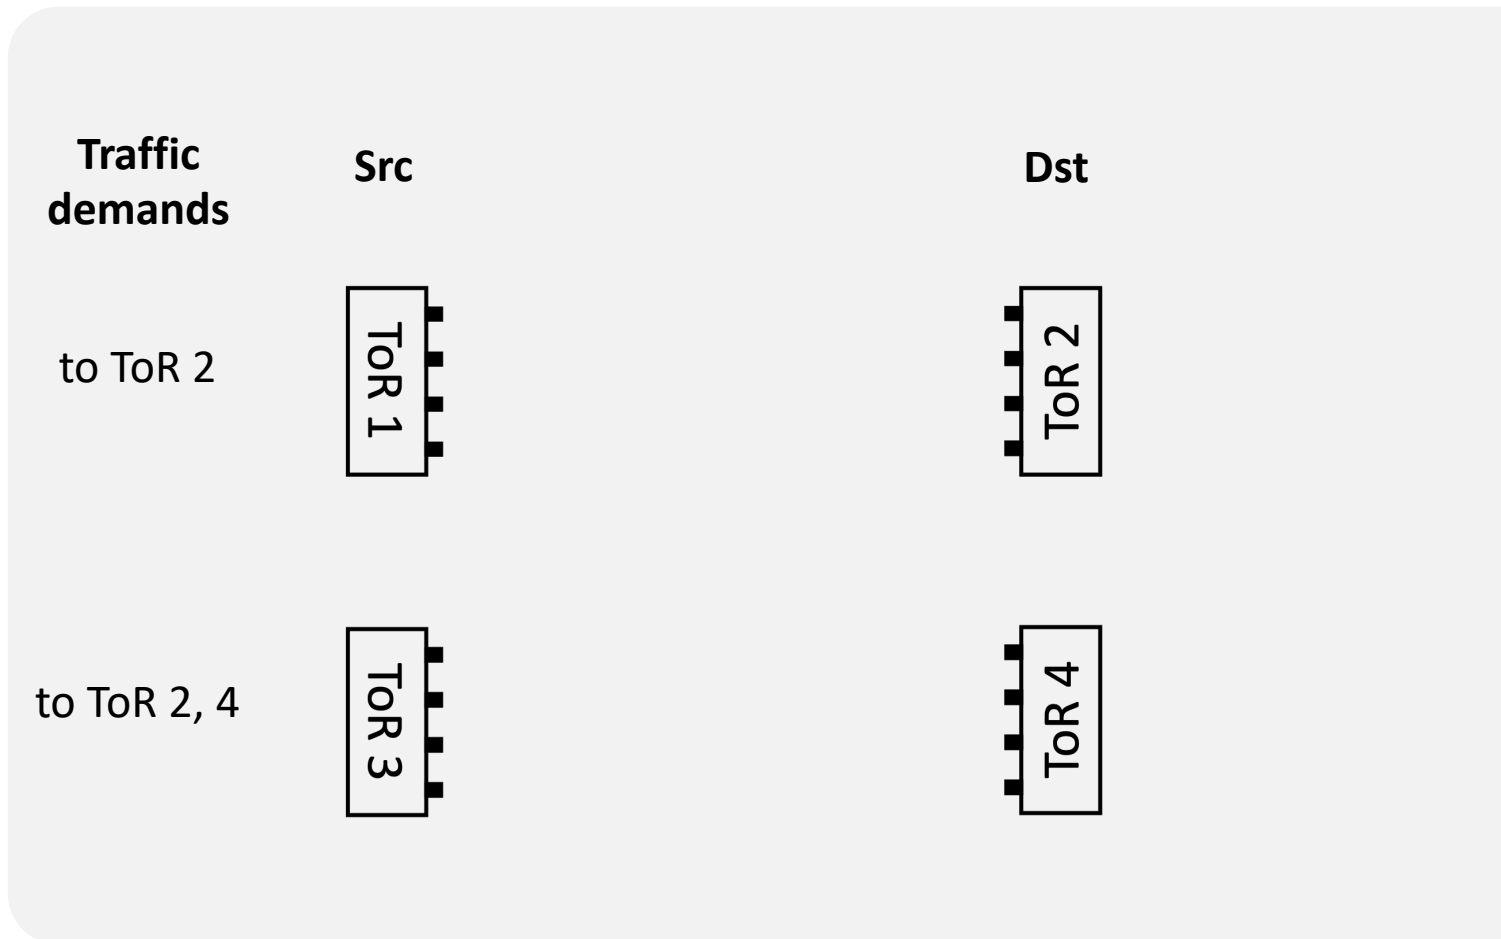 Traffic
demands
Src
Dst
to ToR 2
ToR 1
ToR 2
to ToR 2, 4
ToR 3
ToR 4